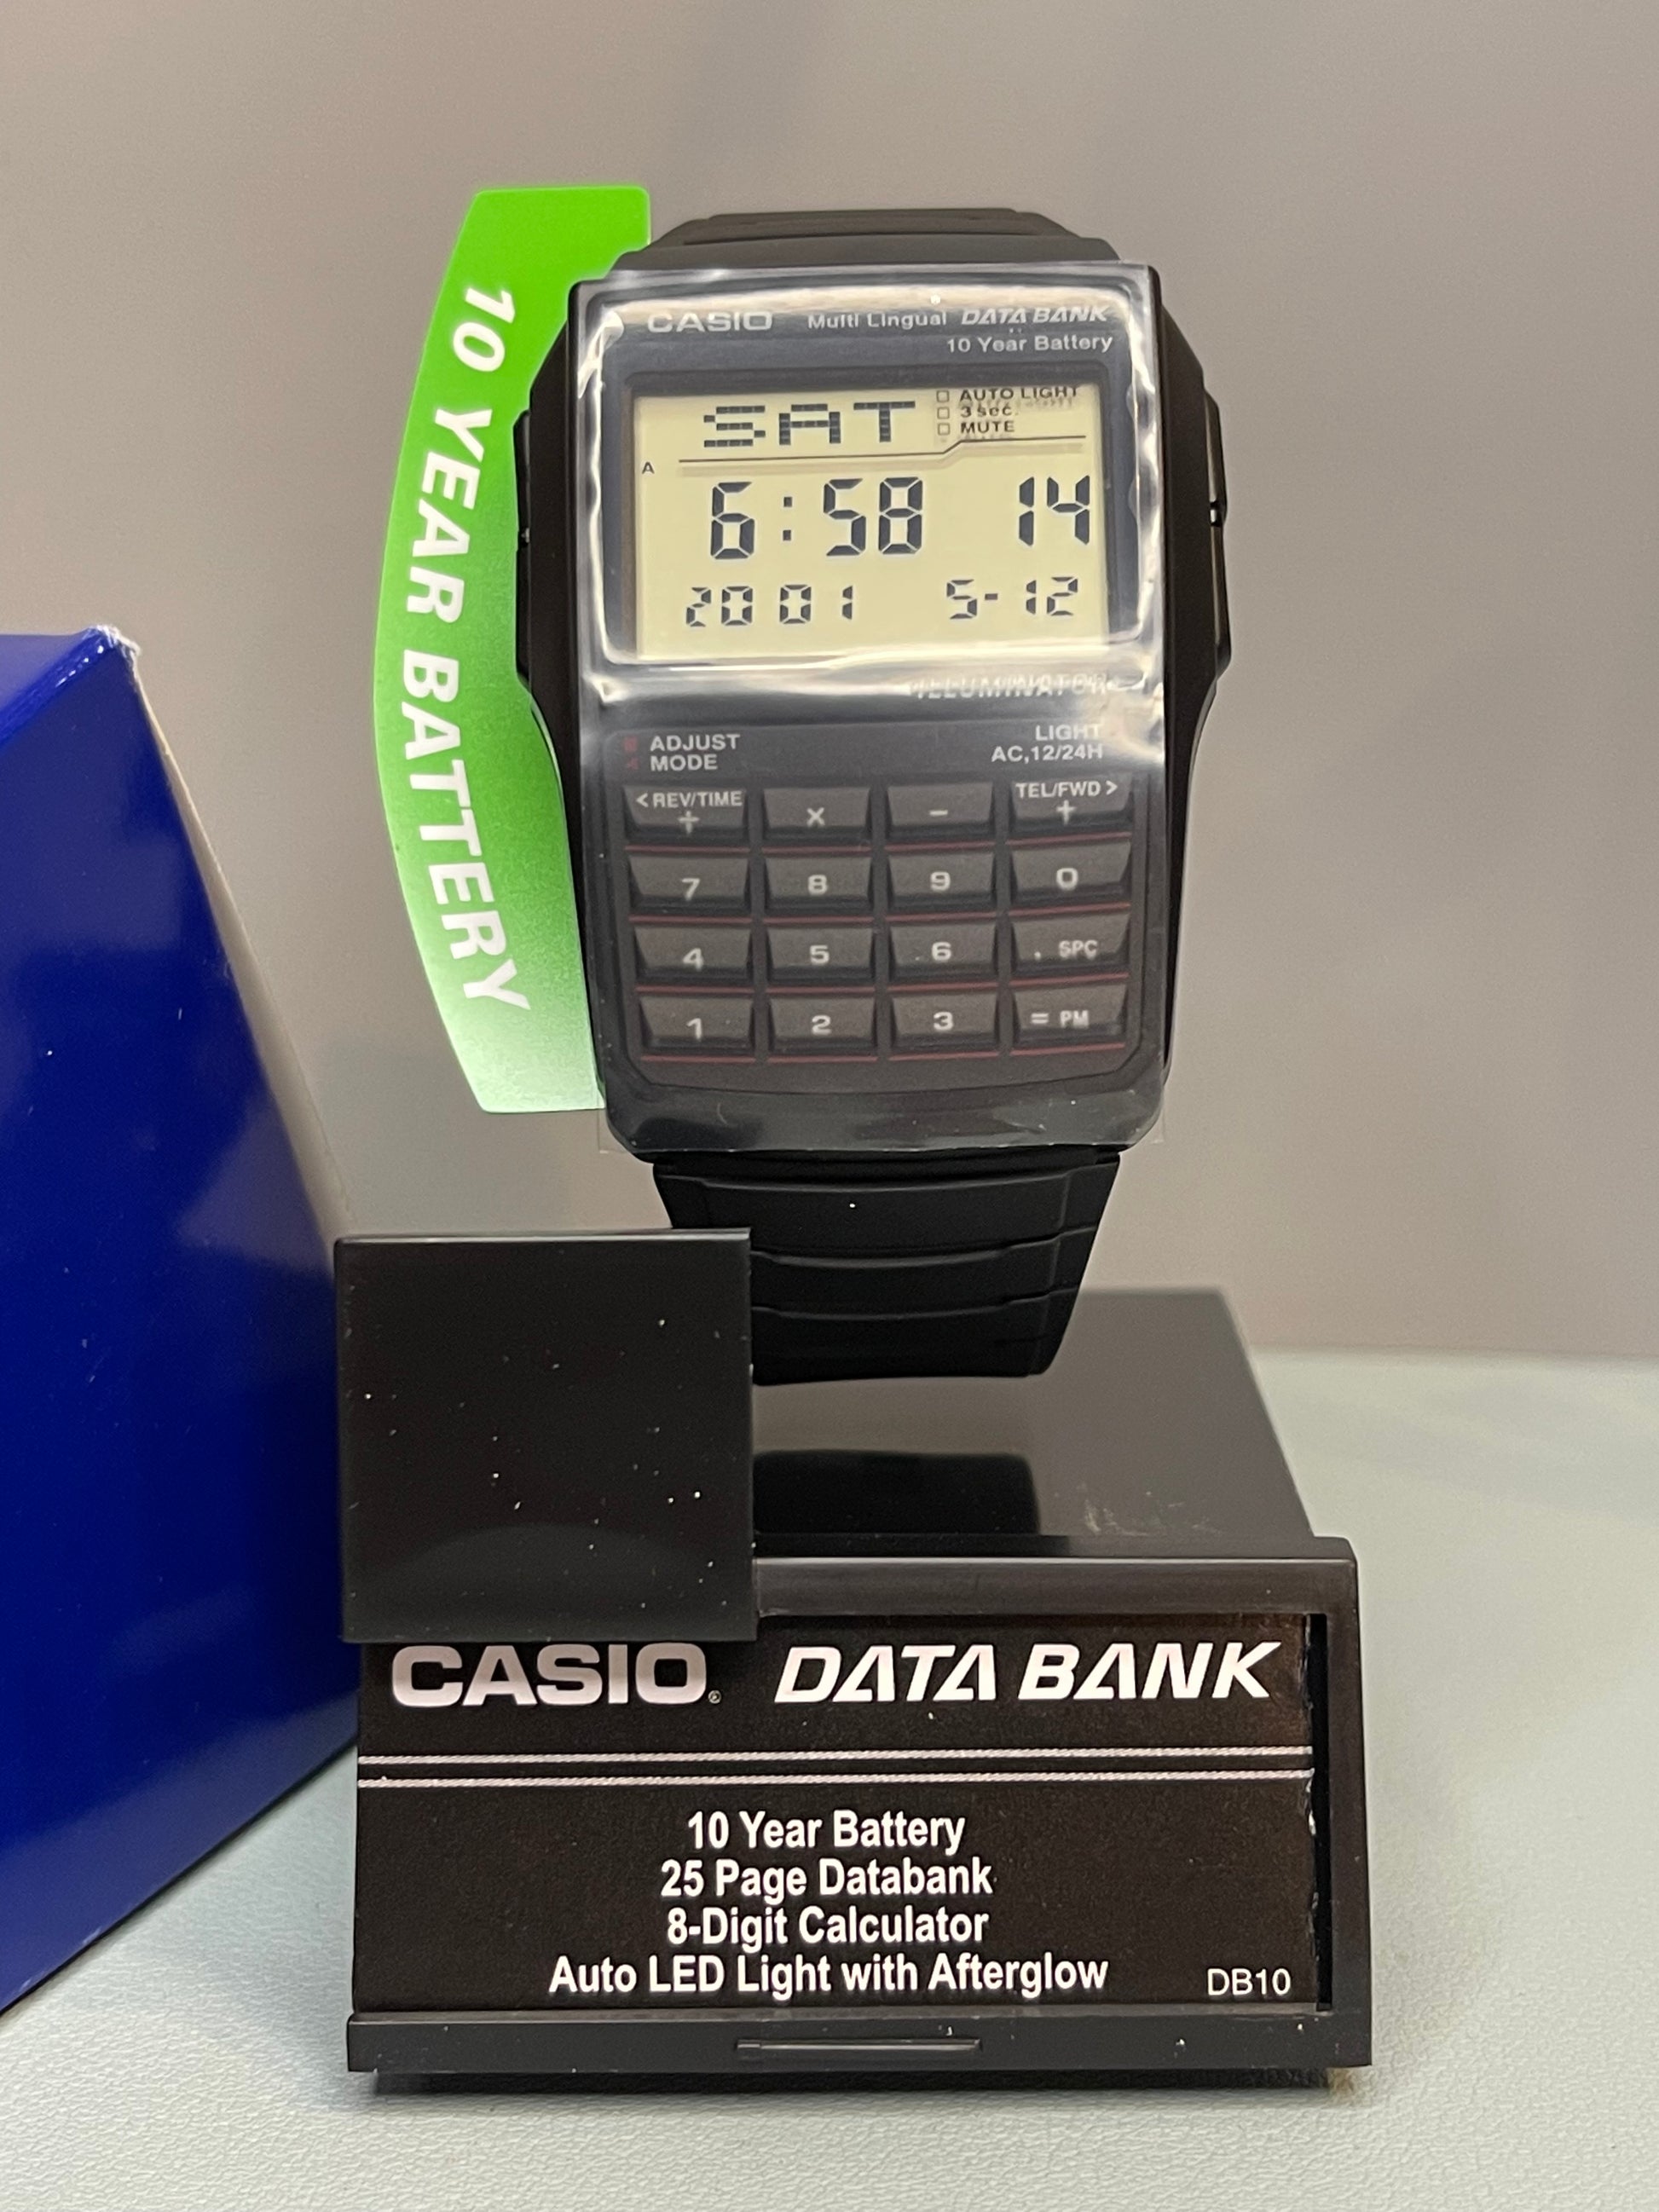 10 YEAR BATTERY
CASIO Multi Lingual DATA BANK
10 Year Battery
SAT
AUTO LIGHT
3 sec.
MUTE
A
6:58 14
2001 5-12
ILLUMINATOR
ADJUST
MODE
LIGHT
AC,12/24H
<REV/TIME TEL/FWD>
÷ × − +
7 8 9 0
4 5 6 . SPC
1 2 3 = PM
CASIO® DATA BANK
10 Year Battery
25 Page Databank
8-Digit Calculator
Auto LED Light with Afterglow
DB10